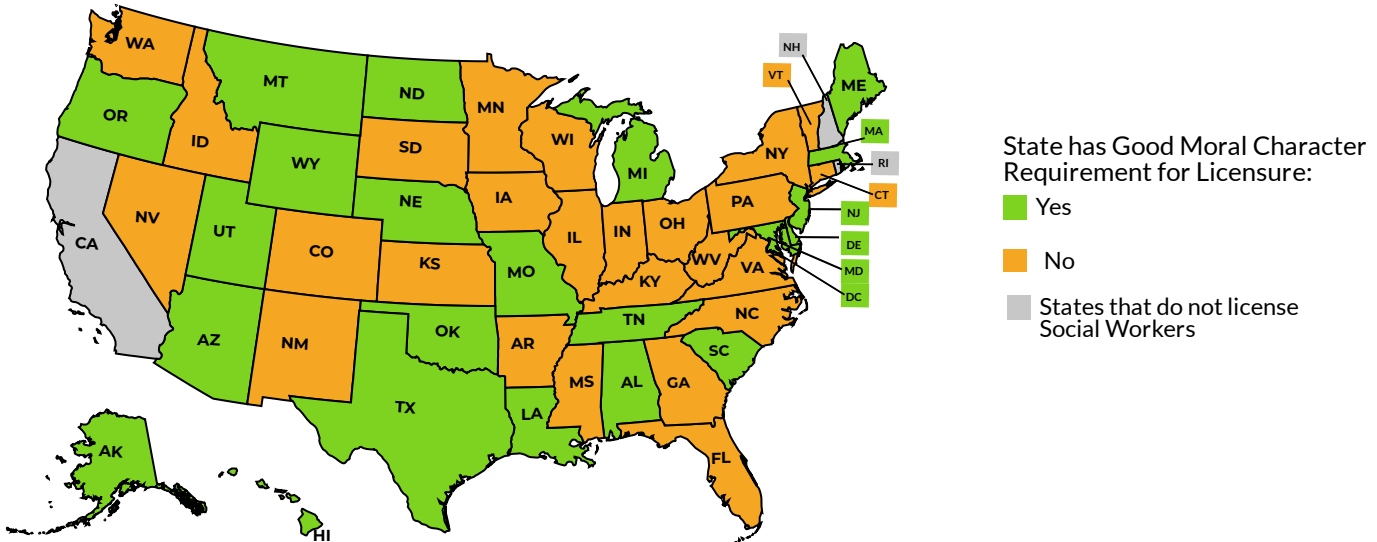 WA
MT
ND
MN
OR
ID
WY
SD
WI
MI
NY
ME
NH
VT
MA
RI
CT
NJ
DE
MD
DC
CA
NV
UT
CO
NE
KS
IA
MO
IL
IN
OH
PA
WV
VA
KY
AZ
NM
OK
TX
AR
LA
TN
NC
SC
MS
AL
GA
FL
AK
HI
State has Good Moral Character
Requirement for Licensure:
Yes
No
States that do not license
Social Workers